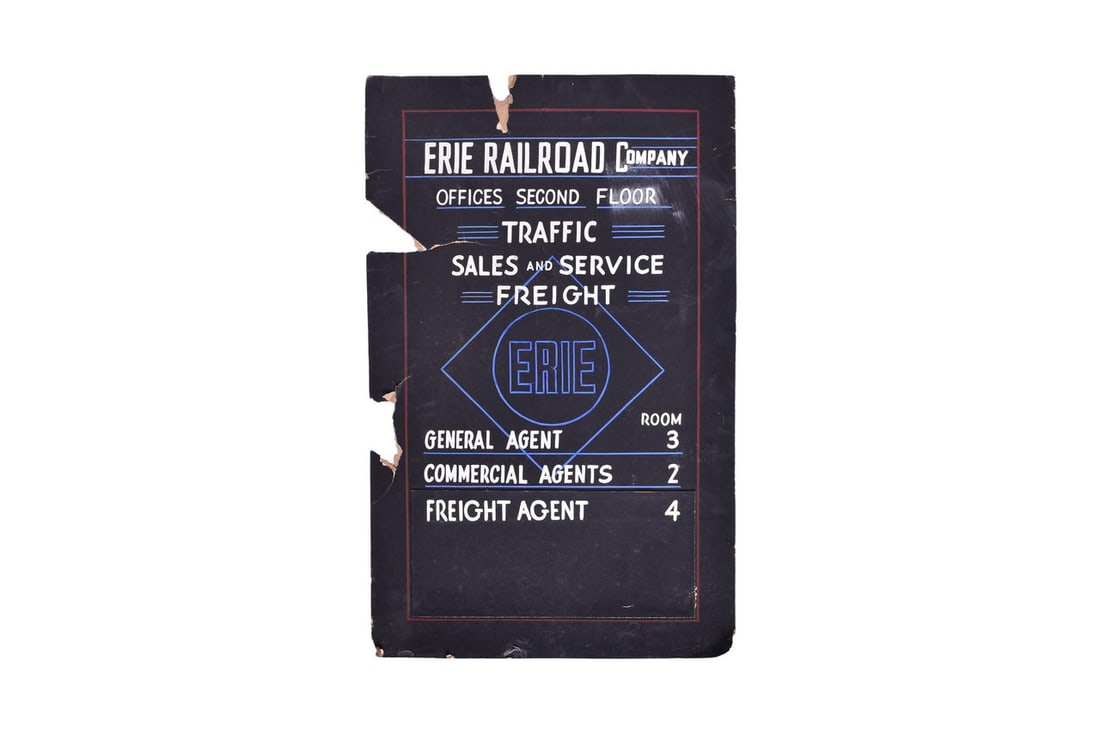 ERIE RAILROAD COMPANY
OFFICES SECOND FLOOR
TRAFFIC
SALES AND SERVICE
FREIGHT
ERIE
ROOM
GENERAL AGENT 3
COMMERCIAL AGENTS 2
FREIGHT AGENT 4